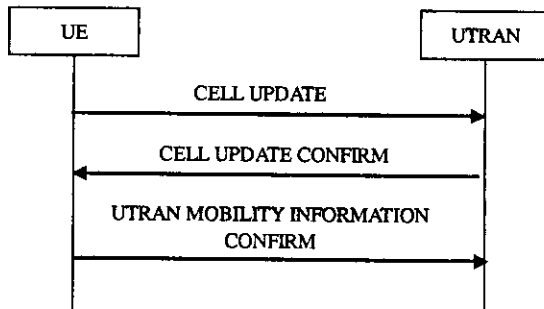 UE
UTRAN
CELL UPDATE
CELL UPDATE CONFIRM
UTRAN MOBILITY INFORMATION
CONFIRM